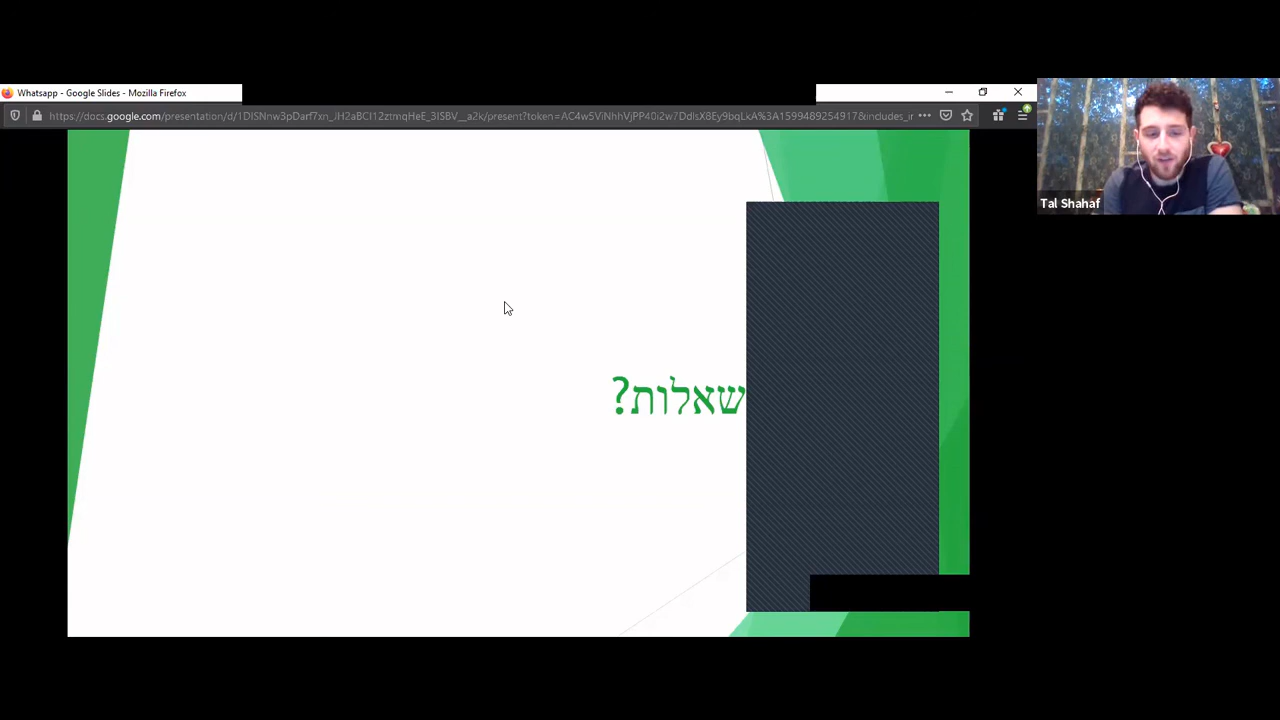 Whatsapp - Google Slides - Mozilla Firefox
Tal Shahaf
שאלות?